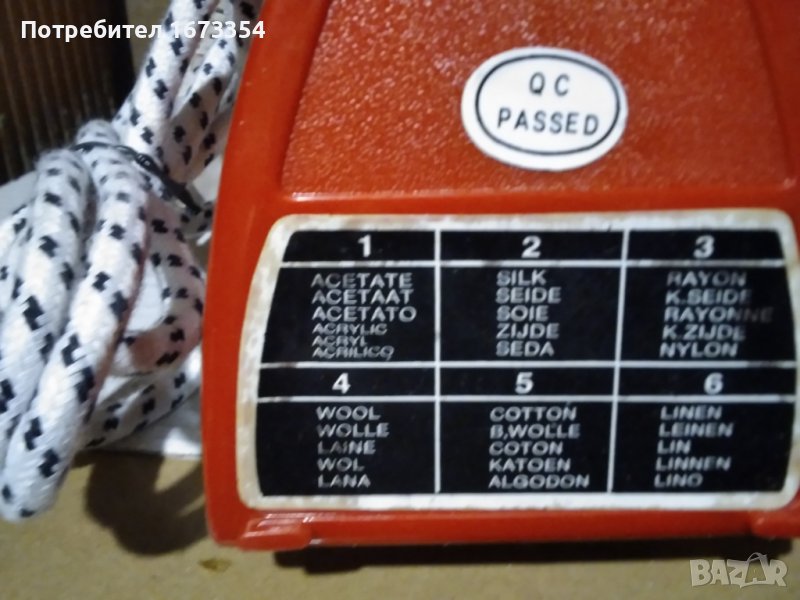 Потребител 1673354
QC
PASSED
1
ACETATE
ACETAAT
ACETATO
ACRYLIC
ACRYL
ACRILICO
2
SILK
SEIDE
SOIE
ZIJDE
SEDA
3
RAYON
K.SEIDE
RAYONNE
K.ZIJDE
NYLON
4
WOOL
WOLLE
LAINE
WOL
LANA
5
COTTON
B.WOLLE
COTON
KATOEN
ALGODON
6
LINEN
LEINEN
LIN
LINNEN
LINO
BAZAR